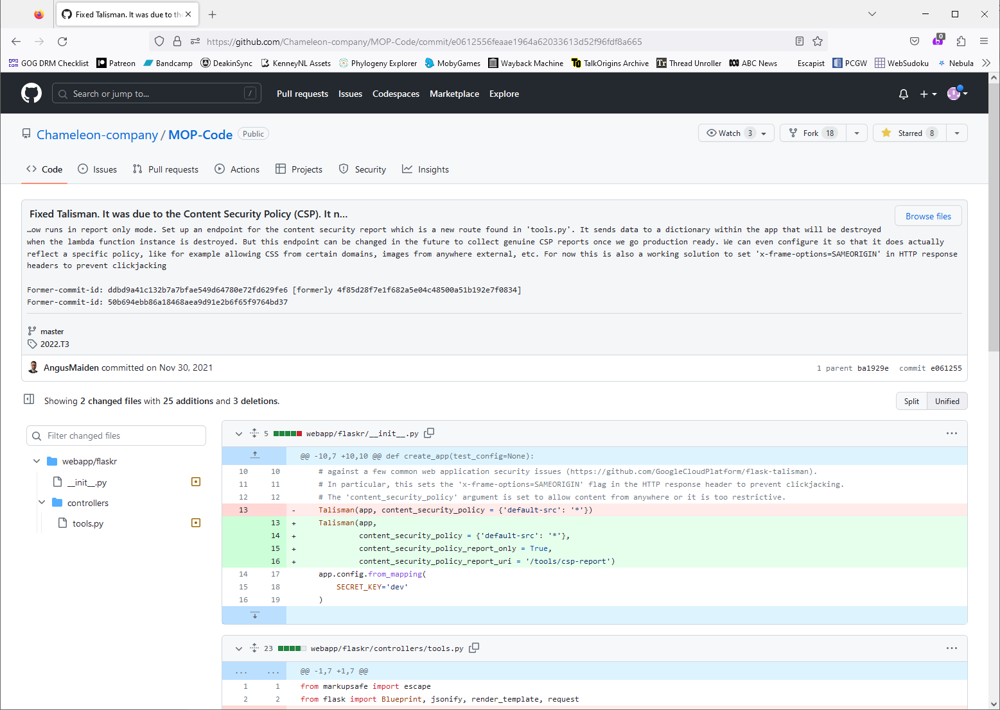 Fixed Talisman. It was due to the
https://github.com/Chameleon-company/MOP-Code/commit/e0612556feaae1964a62033613d52f96fdf8a665
0
GOG.COM GOG DRM Checklist Patreon Bandcamp DeakinSync KenneyNL Assets Phylogeny Explorer MobyGames Wayback Machine To TalkOrigins Archive Tr Thread Unroller ABC News Escapist PCGW WebSudoku Nebula
Search or jump to... / Pull requests Issues Codespaces Marketplace Explore
Chameleon-company / MOP-Code Public Watch 3 Fork 18 Starred 8
Code Issues Pull requests Actions Projects Security Insights
Fixed Talisman. It was due to the Content Security Policy (CSP). It n...
Browse files
…ow runs in report only mode. Set up an endpoint for the content security report which is a new route found in 'tools.py'. It sends data to a dictionary within the app that will be destroyed
when the lambda function instance is destroyed. But this endpoint can be changed in the future to collect genuine CSP reports once we go production ready. We can even configure it so that it does actually
reflect a specific policy, like for example allowing CSS from certain domains, images from anywhere external, etc. For now this is also a working solution to set 'x-frame-options=SAMEORIGIN' in HTTP response
headers to prevent clickjacking
Former-commit-id: ddbd9a41c132b7a7bfae549d64780e72fd629fe6 [formerly 4f85d28f7e1f682a5e04c48500a51b192e7f0834]
Former-commit-id: 50b694ebb86a18468aea9d91e2b6f65f9764bd37
master
2022.T3
AngusMaiden committed on Nov 30, 2021 1 parent ba1929e commit e061255
Showing 2 changed files with 25 additions and 3 deletions. Split Unified
Filter changed files
webapp/flaskr
__init__.py
controllers
tools.py
5 webapp/flaskr/__init__.py
@@ -10,7 +10,10 @@ def create_app(test_config=None):
10 10 # against a few common web application security issues (https://github.com/GoogleCloudPlatform/flask-talisman).
11 11 # In particular, this sets the 'x-frame-options=SAMEORIGIN' flag in the HTTP response header to prevent clickjacking.
12 12 # The 'content_security_policy' argument is set to allow content from anywhere or it is too restrictive.
13 - Talisman(app, content_security_policy = {'default-src': '*'})
13 + Talisman(app,
14 + content_security_policy = {'default-src': '*'},
15 + content_security_policy_report_only = True,
16 + content_security_policy_report_uri = '/tools/csp-report')
14 17 app.config.from_mapping(
15 18 SECRET_KEY='dev'
16 19 )
23 webapp/flaskr/controllers/tools.py
... ... @@ -1,7 +1,7 @@
1 1 from markupsafe import escape
2 2 from flask import Blueprint, jsonify, render_template, request